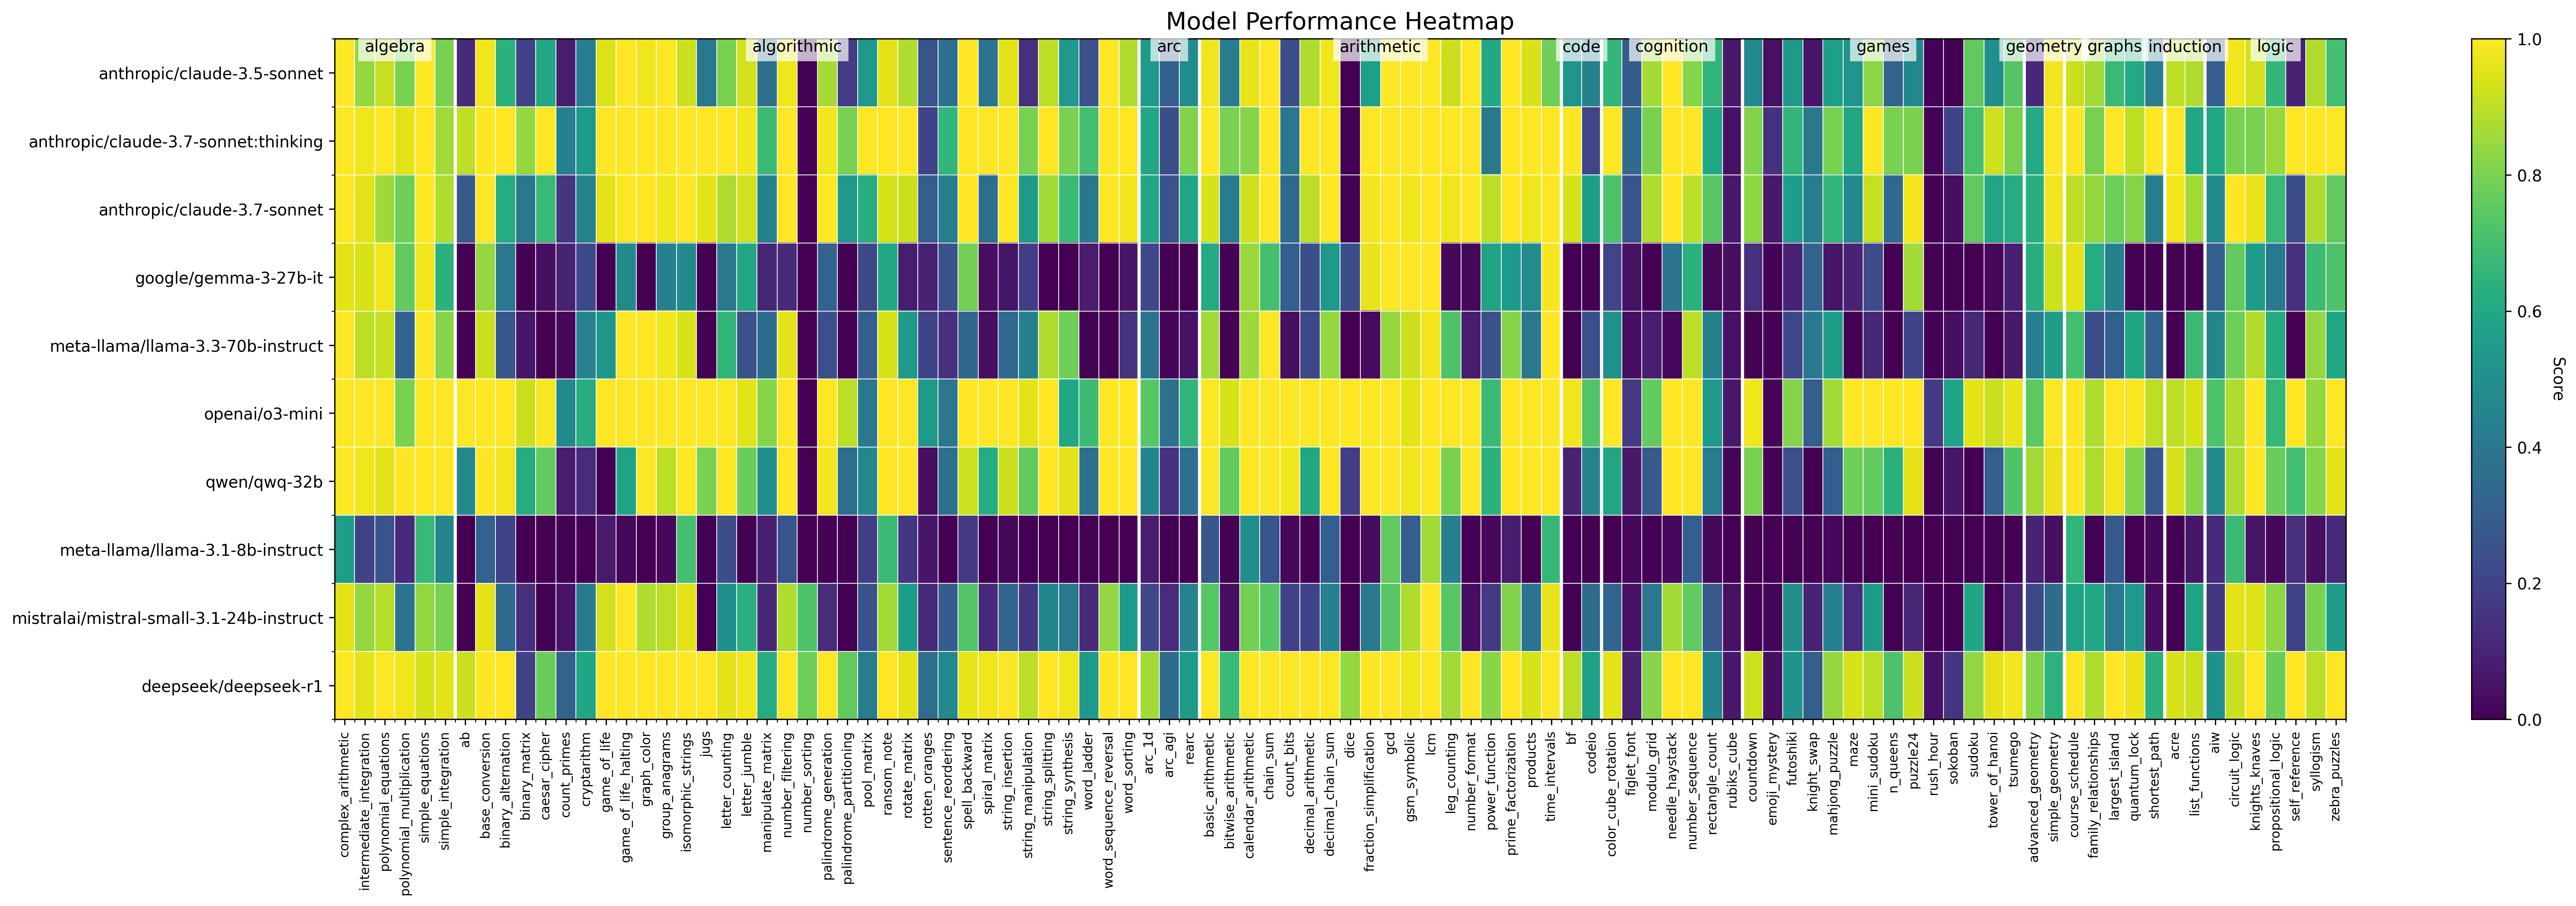 Model Performance Heatmap
algebra
algorithmic
arc
arithmetic
code
cognition
games
geometry
graphs
induction
logic
anthropic/claude-3.5-sonnet
anthropic/claude-3.7-sonnet:thinking
anthropic/claude-3.7-sonnet
google/gemma-3-27b-it
meta-llama/llama-3.3-70b-instruct
openai/o3-mini
qwen/qwq-32b
meta-llama/llama-3.1-8b-instruct
mistralai/mistral-small-3.1-24b-instruct
deepseek/deepseek-r1
complex_arithmetic
intermediate_integration
polynomial_equations
polynomial_multiplication
simple_equations
simple_integration
ab
base_conversion
binary_alternation
binary_matrix
caesar_cipher
count_primes
cryptarithm
game_of_life
game_of_life_halting
graph_color
group_anagrams
isomorphic_strings
jugs
letter_counting
letter_jumble
manipulate_matrix
number_filtering
number_sorting
palindrome_generation
palindrome_partitioning
pool_matrix
ransom_note
rotate_matrix
rotten_oranges
sentence_reordering
spell_backward
spiral_matrix
string_insertion
string_manipulation
string_splitting
string_synthesis
word_ladder
word_sequence_reversal
word_sorting
arc_1d
arc_agi
rearc
basic_arithmetic
bitwise_arithmetic
calendar_arithmetic
chain_sum
count_bits
decimal_arithmetic
decimal_chain_sum
dice
fraction_simplification
gcd
gsm_symbolic
lcm
leg_counting
number_format
power_function
prime_factorization
products
time_intervals
bf
codeio
color_cube_rotation
figlet_font
modulo_grid
needle_haystack
number_sequence
rectangle_count
rubiks_cube
countdown
emoji_mystery
futoshiki
knight_swap
mahjong_puzzle
maze
mini_sudoku
n_queens
puzzle24
rush_hour
sokoban
sudoku
tower_of_hanoi
tsumego
advanced_geometry
simple_geometry
course_schedule
family_relationships
largest_island
quantum_lock
shortest_path
acre
list_functions
aiw
circuit_logic
knights_knaves
propositional_logic
self_reference
syllogism
zebra_puzzles
1.0
0.8
0.6
0.4
0.2
0.0
Score